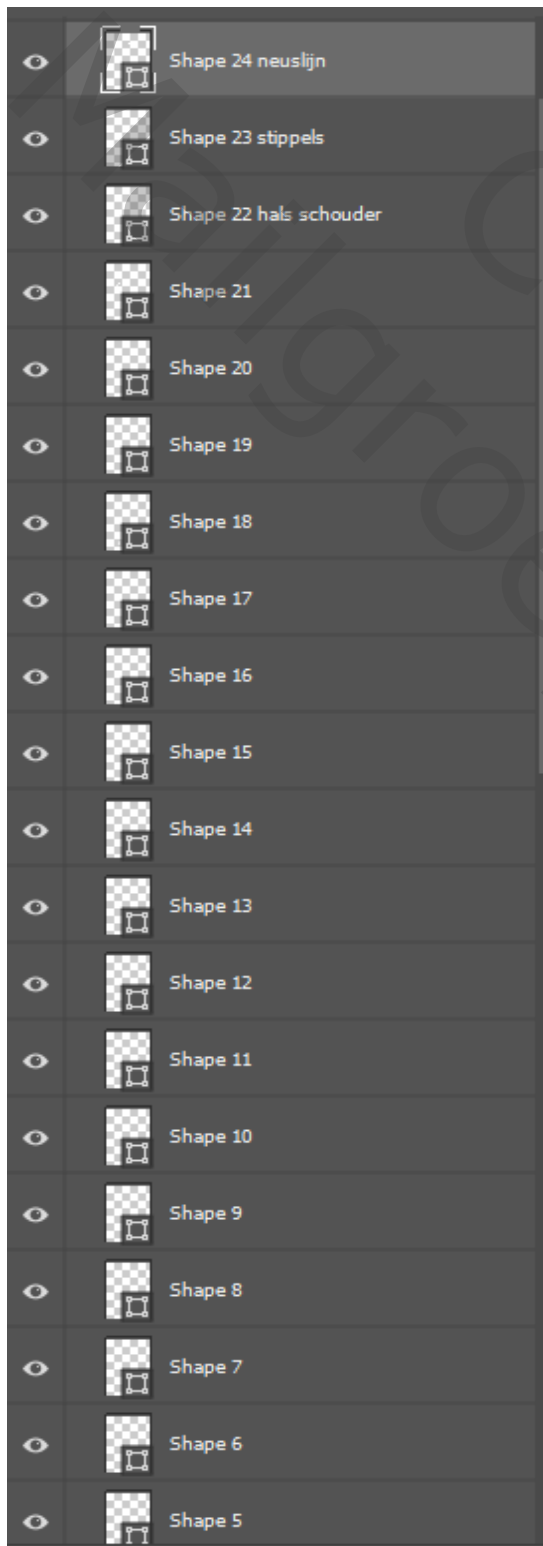 Shape 24 neuslijn
Shape 23 stippels
Shape 22 hals schouder
Shape 21
Shape 20
Shape 19
Shape 18
Shape 17
Shape 16
Shape 15
Shape 14
Shape 13
Shape 12
Shape 11
Shape 10
Shape 9
Shape 8
Shape 7
Shape 6
Shape 5